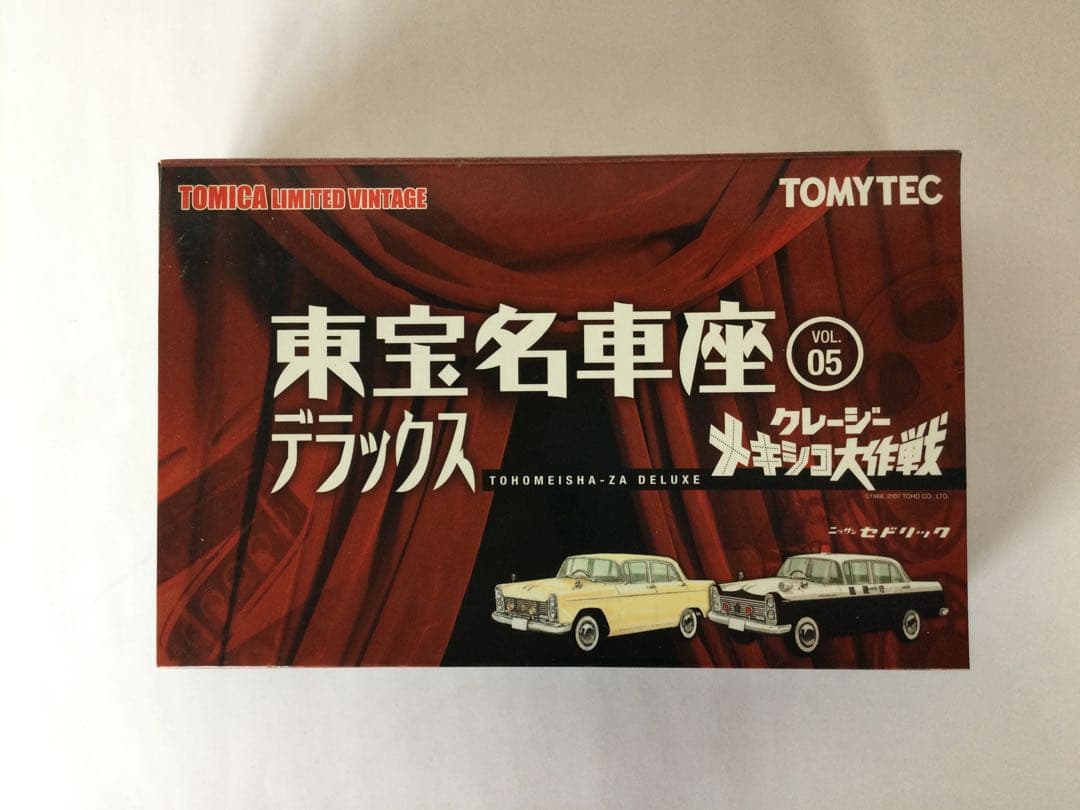 TOMICA LIMITED VINTAGE
TOMYTEC
東宝名車座
VOL.
05
デラックス
クレージー
メキシコ大作戦
TOHOMEISHA-ZA DELUXE
©1968, 2007 TOHO CO., LTD.
ニッサン セドリック